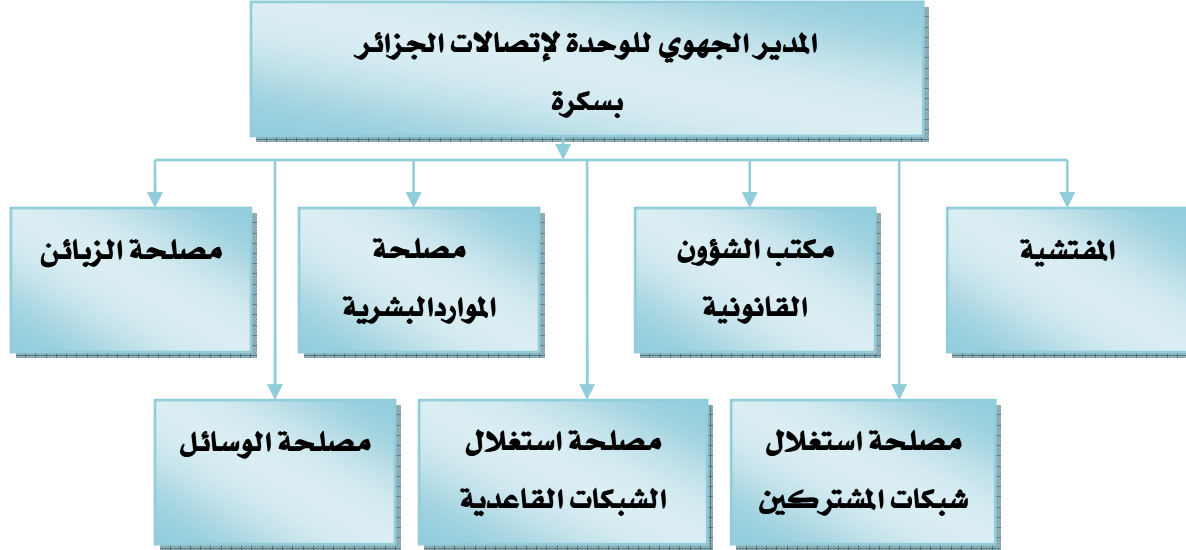 المدير الجهوي للوحدة لإتصالات الجزائر
بسكرة
المفتشية
مكتب الشؤون
القانونية
مصلحة
المواردالبشرية
مصلحة الزبائن
مصلحة استغلال
شبكات المشتركين
مصلحة استغلال
الشبكات القاعدية
مصلحة الوسائل